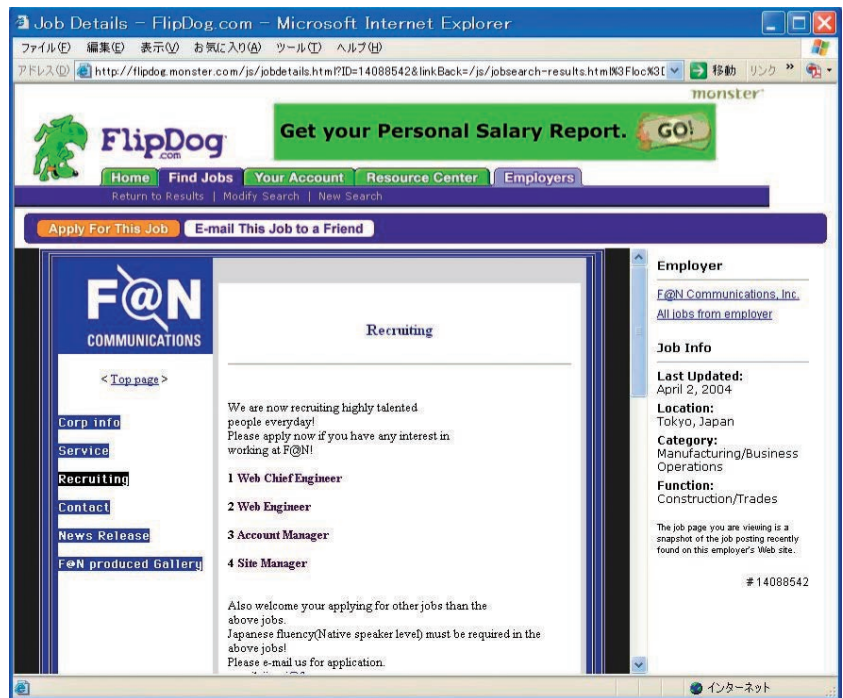 Job Details - FlipDog.com - Microsoft Internet Explorer
ファイル(F) 編集(E) 表示(V) お気に入り(A) ツール(T) ヘルプ(H)
アドレス(D) http://flipdog.monster.com/js/jobdetails.html?ID=14088542&linkBack=/js/jobsearch-results.html%3Floc%3D 移動 リンク »
monster
FlipDog
.com
Get your Personal Salary Report. GO!
Home Find Jobs Your Account Resource Center Employers
Return to Results | Modify Search | New Search
Apply For This Job E-mail This Job to a Friend
F@N
COMMUNICATIONS
< Top page >
Corp info
Service
Recruiting
Contact
News Release
F@N produced Gallery
Recruiting
We are now recruiting highly talented
people everyday!
Please apply now if you have any interest in
working at F@N!
1 Web Chief Engineer
2 Web Engineer
3 Account Manager
4 Site Manager
Also welcome your applying for other jobs than the
above jobs.
Japanese fluency(Native speaker level) must be required in the
above jobs!
Please e-mail us for application.
Employer
F@N Communications, Inc.
All jobs from employer
Job Info
Last Updated:
April 2, 2004
Location:
Tokyo, Japan
Category:
Manufacturing/Business
Operations
Function:
Construction/Trades
The job page you are viewing is a
snapshot of the job posting recently
found on this employer's Web site.
#14088542
インターネット